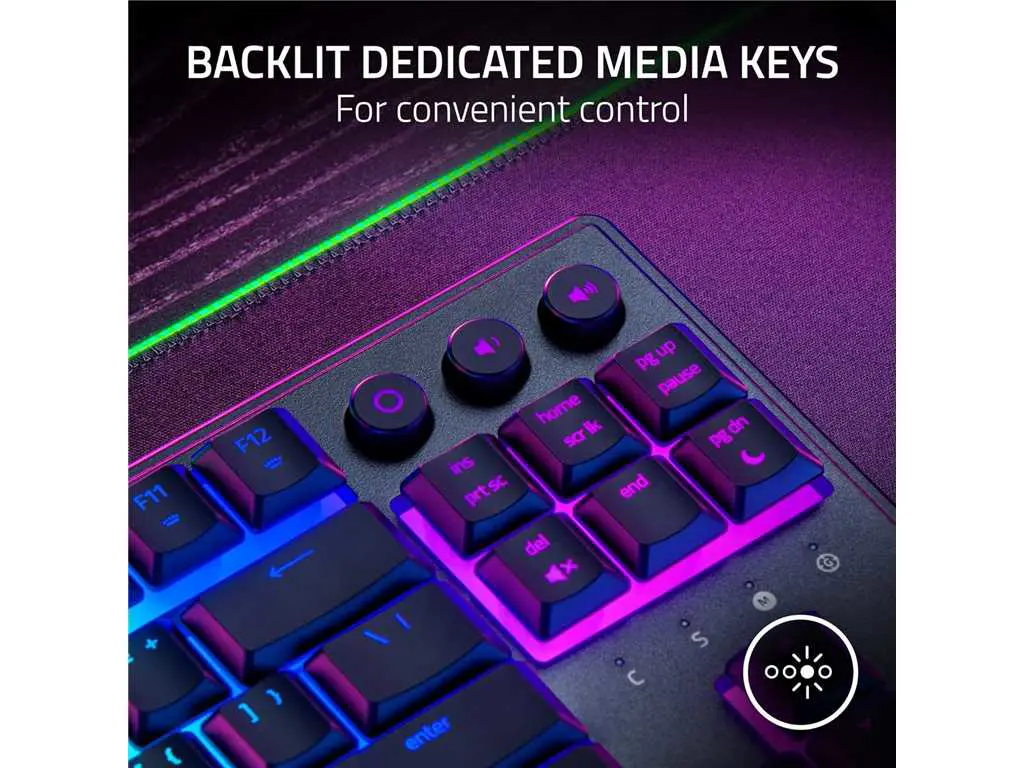 BACKLIT DEDICATED MEDIA KEYS
For convenient control
pg up
pause
home
scr lk
pg dn
ins
prt sc
end
F12
F11
del
G
M
S
C
+
\ |
] }
[ {
enter